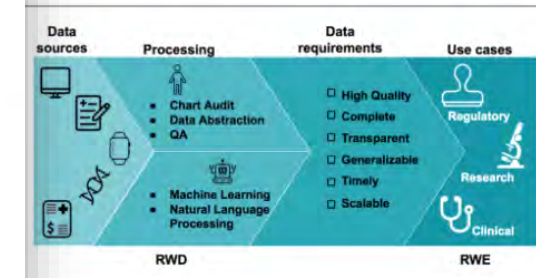 Data
sources
Processing
Data
requirements
Use cases
Chart Audit
Data Abstraction
QA
Machine Learning
Natural Language
Processing
High Quality
Complete
Transparent
Generalizable
Timely
Scalable
Regulatory
Research
Clinical
RWD
RWE